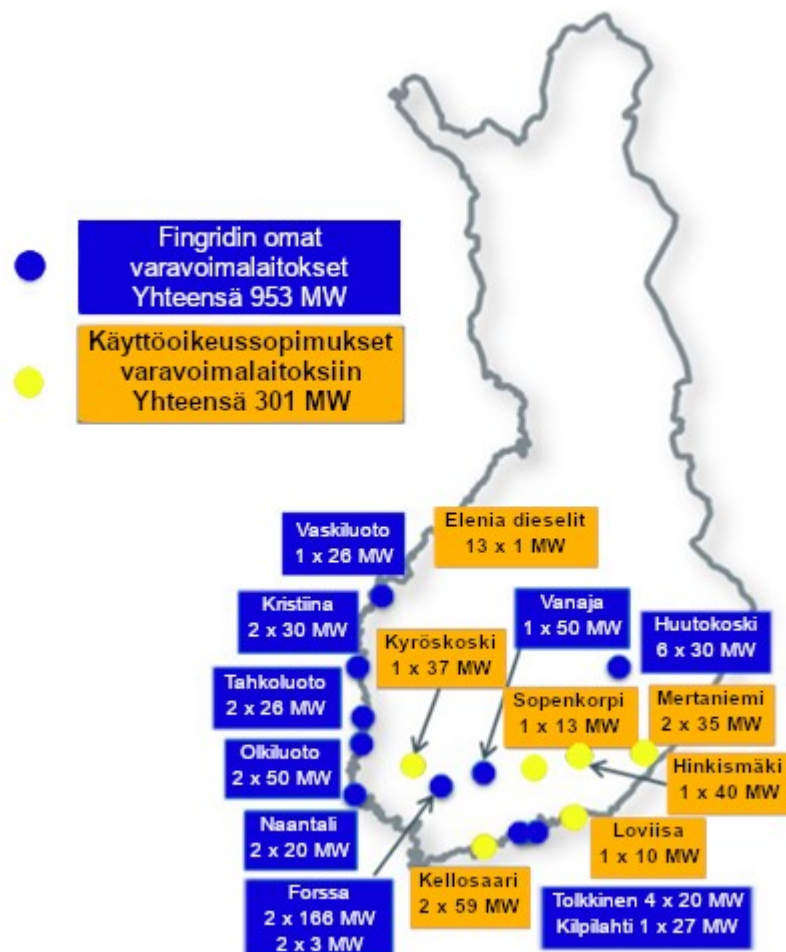 Fingridin omat
varavoimalaitokset
Yhteensä 953 MW
Käyttöoikeussopimukset
varavoimalaitoksiin
Yhteensä 301 MW
Vaskiluoto
1 x 26 MW
Elenia dieselit
13 x 1 MW
Kristiina
2 x 30 MW
Kyröskoski
1 x 37 MW
Vanaja
1 x 50 MW
Huutokoski
6 x 30 MW
Tahkoluoto
2 x 26 MW
Sopenkorpi
1 x 13 MW
Mertaniemi
2 x 35 MW
Olkiluoto
2 x 50 MW
Hinkismäki
1 x 40 MW
Naantali
2 x 20 MW
Loviisa
1 x 10 MW
Forssa
2 x 166 MW
2 x 3 MW
Kellosaari
2 x 59 MW
Tolkkinen 4 x 20 MW
Kilpilahti 1 x 27 MW